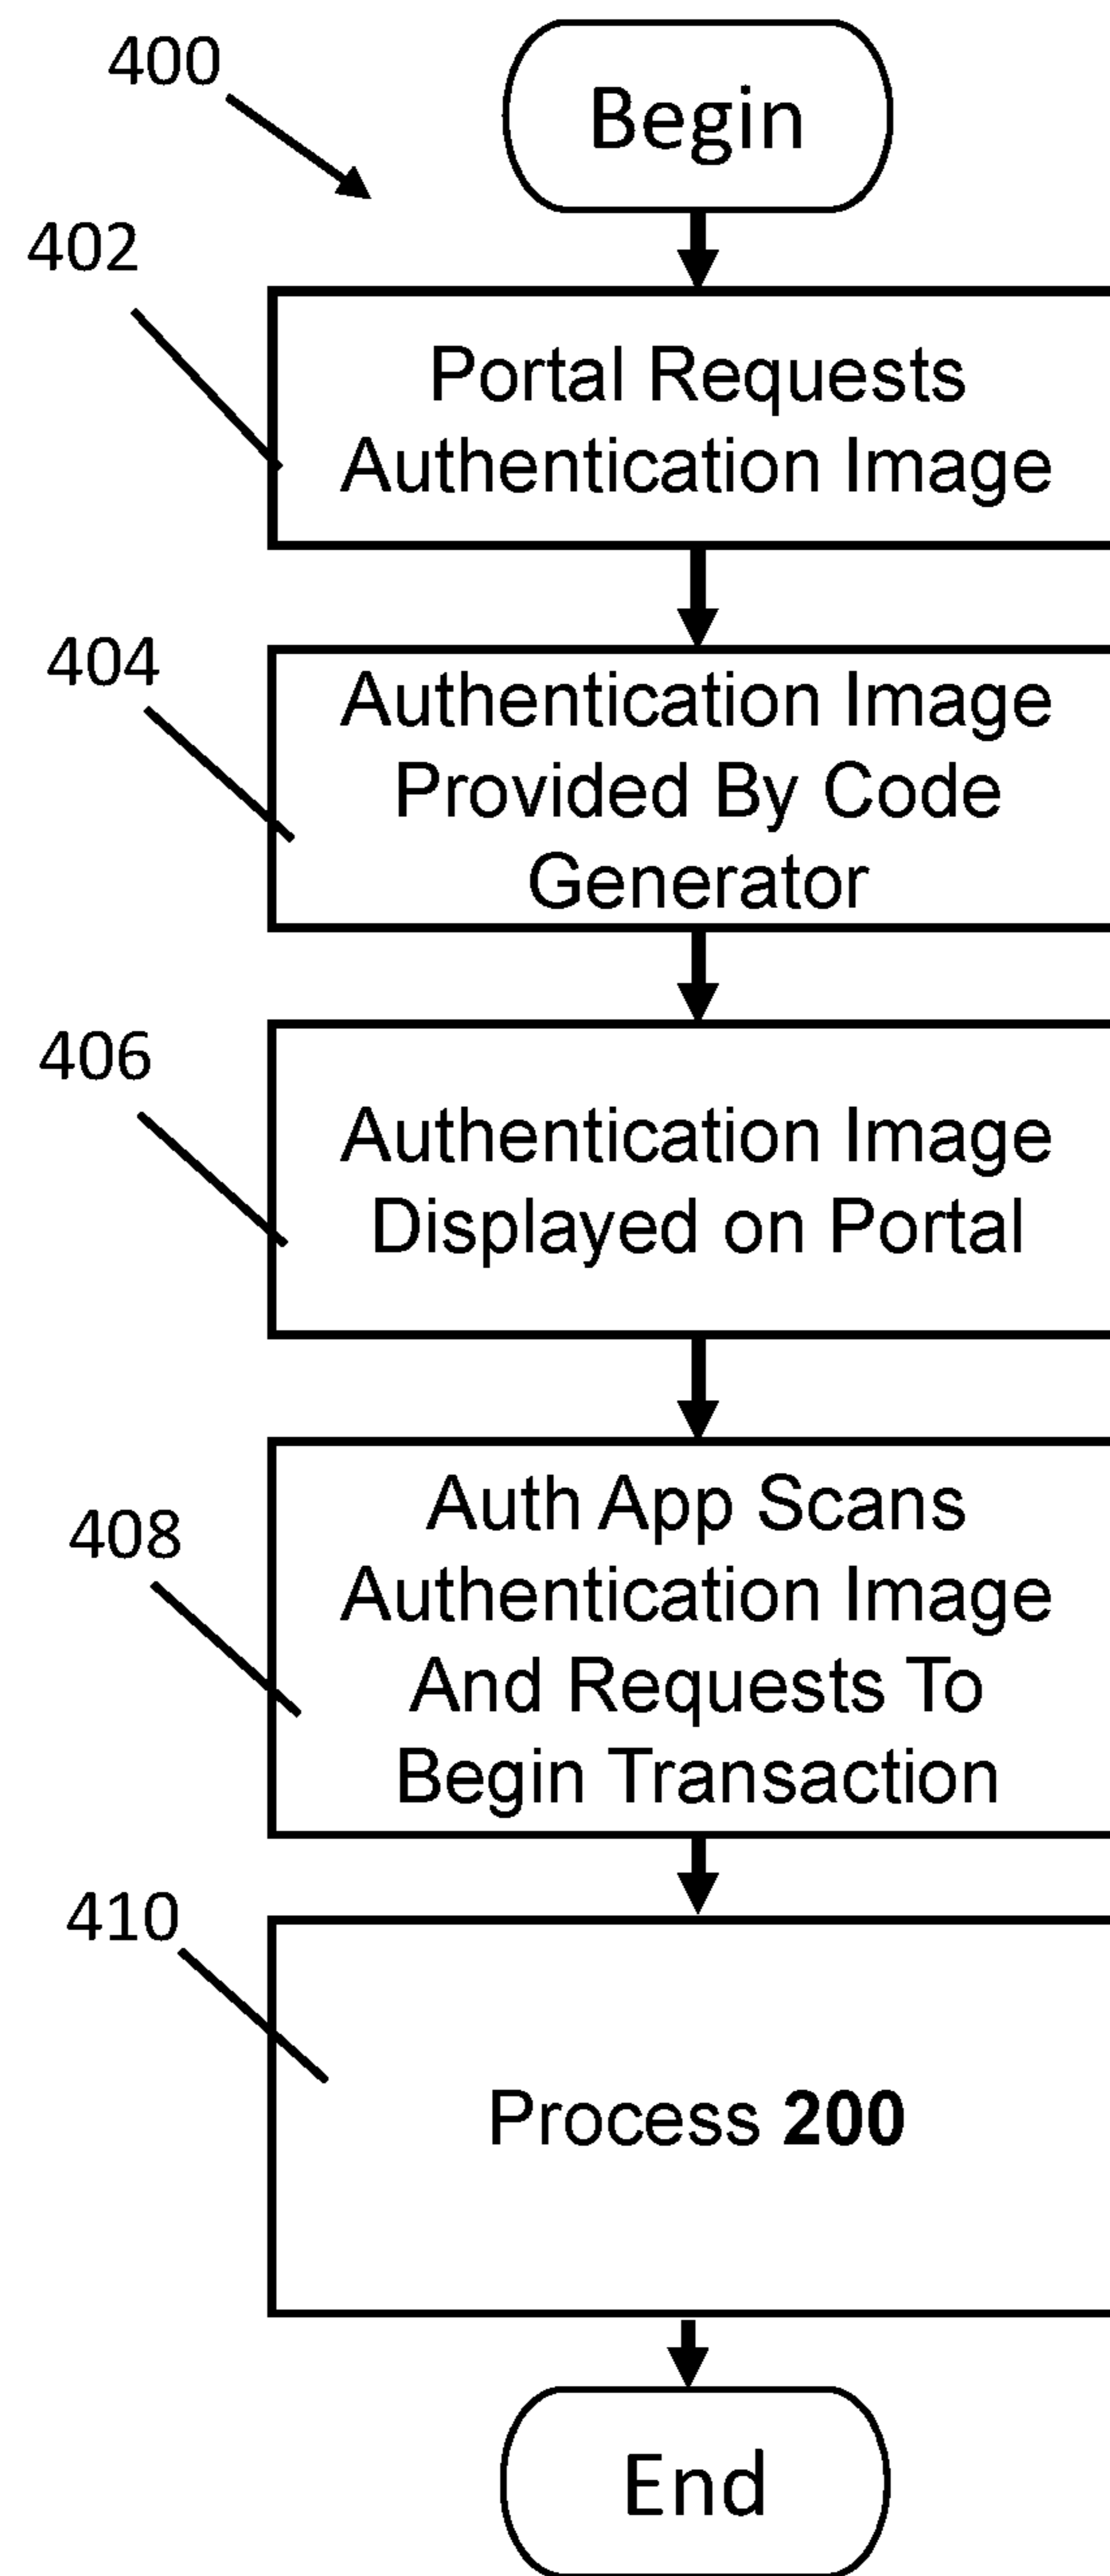 400
Begin
402
Portal Requests
Authentication Image
404
Authentication Image
Provided By Code
Generator
406
Authentication Image
Displayed on Portal
408
Auth App Scans
Authentication Image
And Requests To
Begin Transaction
410
Process 200
End